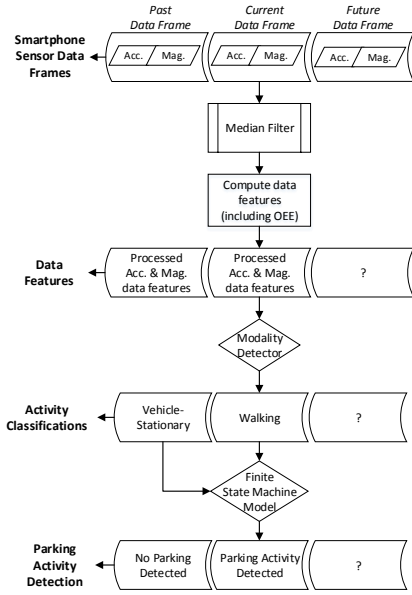 Past
Data Frame
Current
Data Frame
Future
Data Frame
Smartphone
Sensor Data
Frames
Acc. Mag.
Acc. Mag.
Acc. Mag.
Median Filter
Compute data
features
(including OEE)
Data
Features
Processed
Acc. & Mag.
data features
Processed
Acc. & Mag.
data features
?
Modality
Detector
Activity
Classifications
Vehicle-
Stationary
Walking
?
Finite
State Machine
Model
Parking
Activity
Detection
No Parking
Detected
Parking Activity
Detected
?